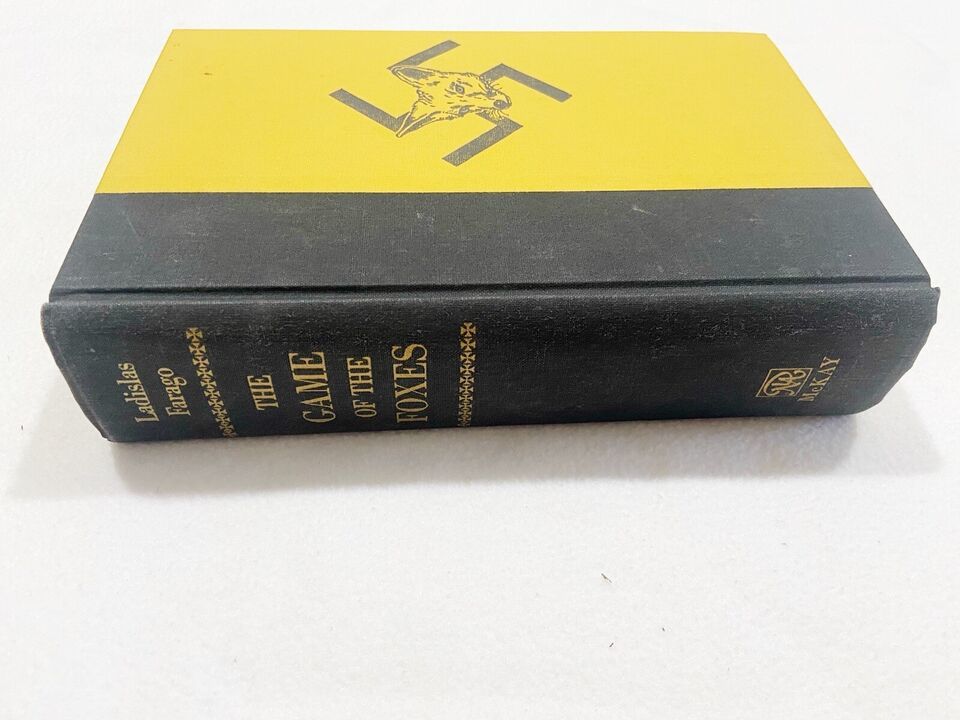 Ladislas
Farago
THE
GAME
OF THE
FOXES
McKAY